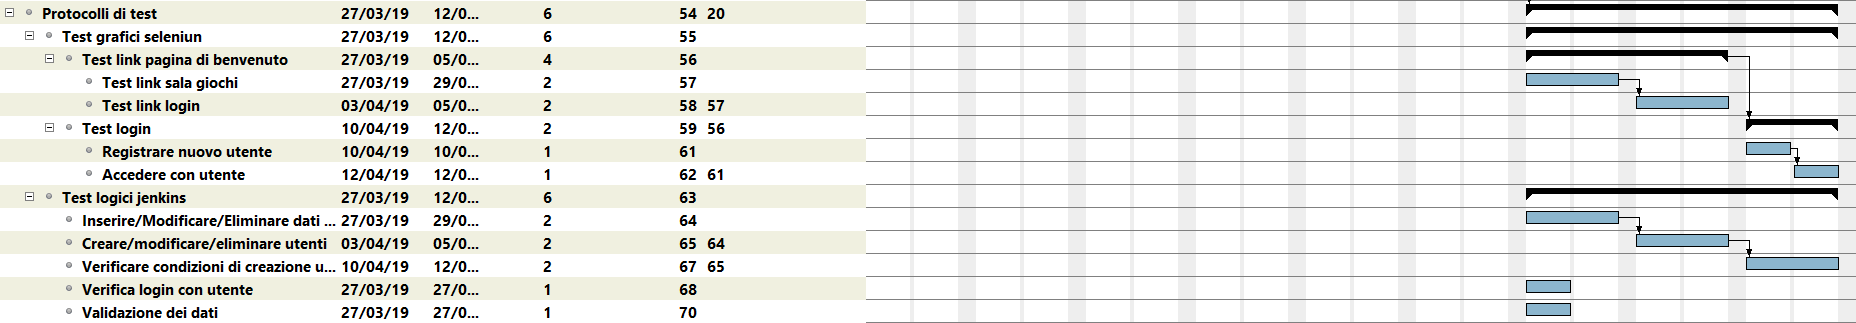 Protocolli di test 27/03/19 12/0... 6 54 20
Test grafici seleniun 27/03/19 12/0... 6 55
Test link pagina di benvenuto 27/03/19 05/0... 4 56
Test link sala giochi 27/03/19 29/0... 2 57
Test link login 03/04/19 05/0... 2 58 57
Test login 10/04/19 12/0... 2 59 56
Registrare nuovo utente 10/04/19 10/0... 1 61
Accedere con utente 12/04/19 12/0... 1 62 61
Test logici jenkins 27/03/19 12/0... 6 63
Inserire/Modificare/Eliminare dati ... 27/03/19 29/0... 2 64
Creare/modificare/eliminare utenti 03/04/19 05/0... 2 65 64
Verificare condizioni di creazione u... 10/04/19 12/0... 2 67 65
Verifica login con utente 27/03/19 27/0... 1 68
Validazione dei dati 27/03/19 27/0... 1 70